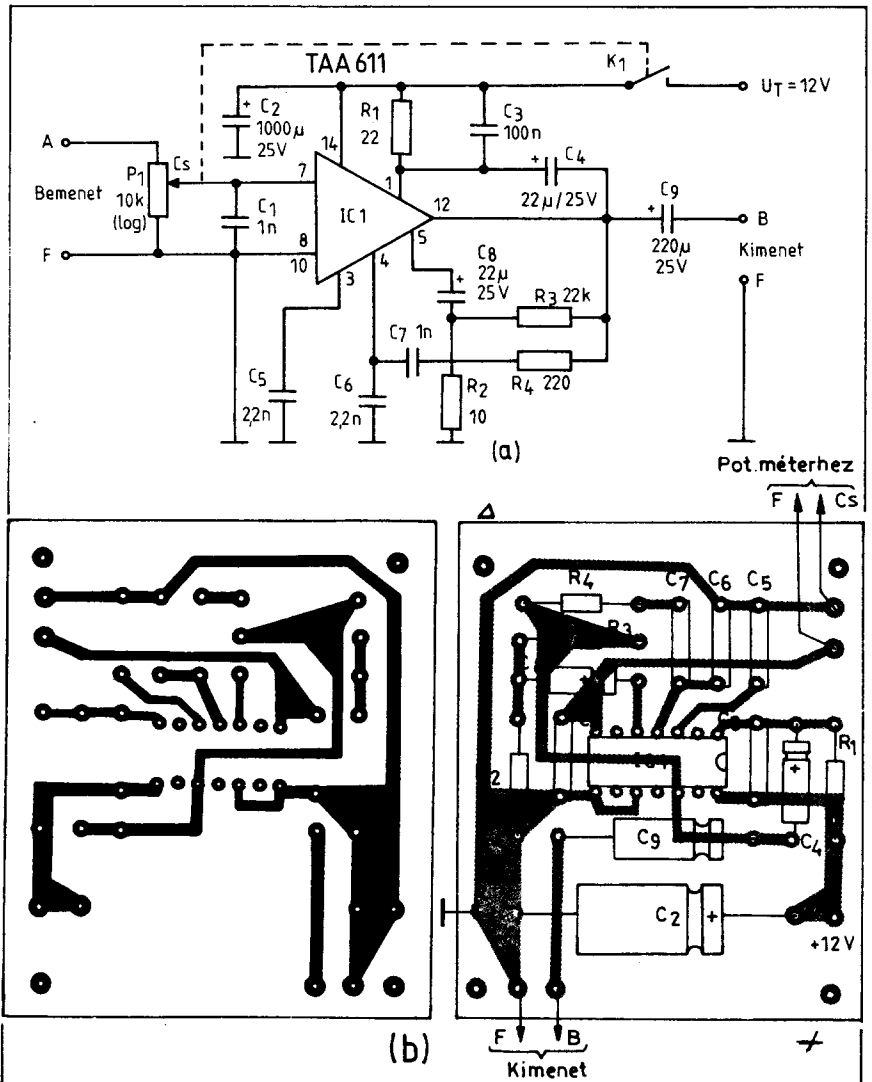 TAA 611
K1
UT = 12V
C2
1000µ
25V
R1
22
C3
100n
C4
22µ/25V
A
P1
10k
(log)
Cs
Bemenet
F
C1
1n
14
7
8
10
IC1
1
12
5
4
3
C9
220µ
25V
B
Kimenet
F
C8
22µ
25V
R3 22k
C7 1n
R4 220
C5
2,2n
C6
2,2n
R2
10
(a)
Pot.méterhez
F Cs
R4
C7
C6
C5
R3
R1
2
C9
C4
C2
+12V
(b)
F B
Kimenet